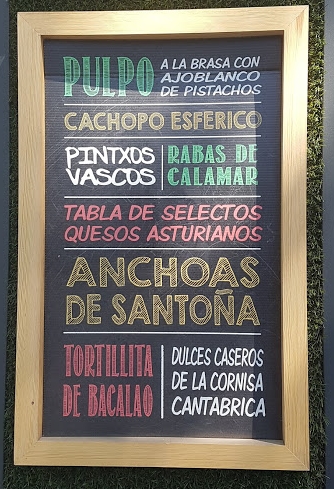 PULPO
A LA BRASA CON
AJOBLANCO
DE PISTACHOS
CACHOPO ESFERICO
PINTXOS
VASCOS
RABAS DE
CALAMAR
TABLA DE SELECTOS
QUESOS ASTURIANOS
ANCHOAS
DE SANTOÑA
TORTILLITA
DE BACALAO
DULCES CASEROS
DE LA CORNISA
CANTABRICA